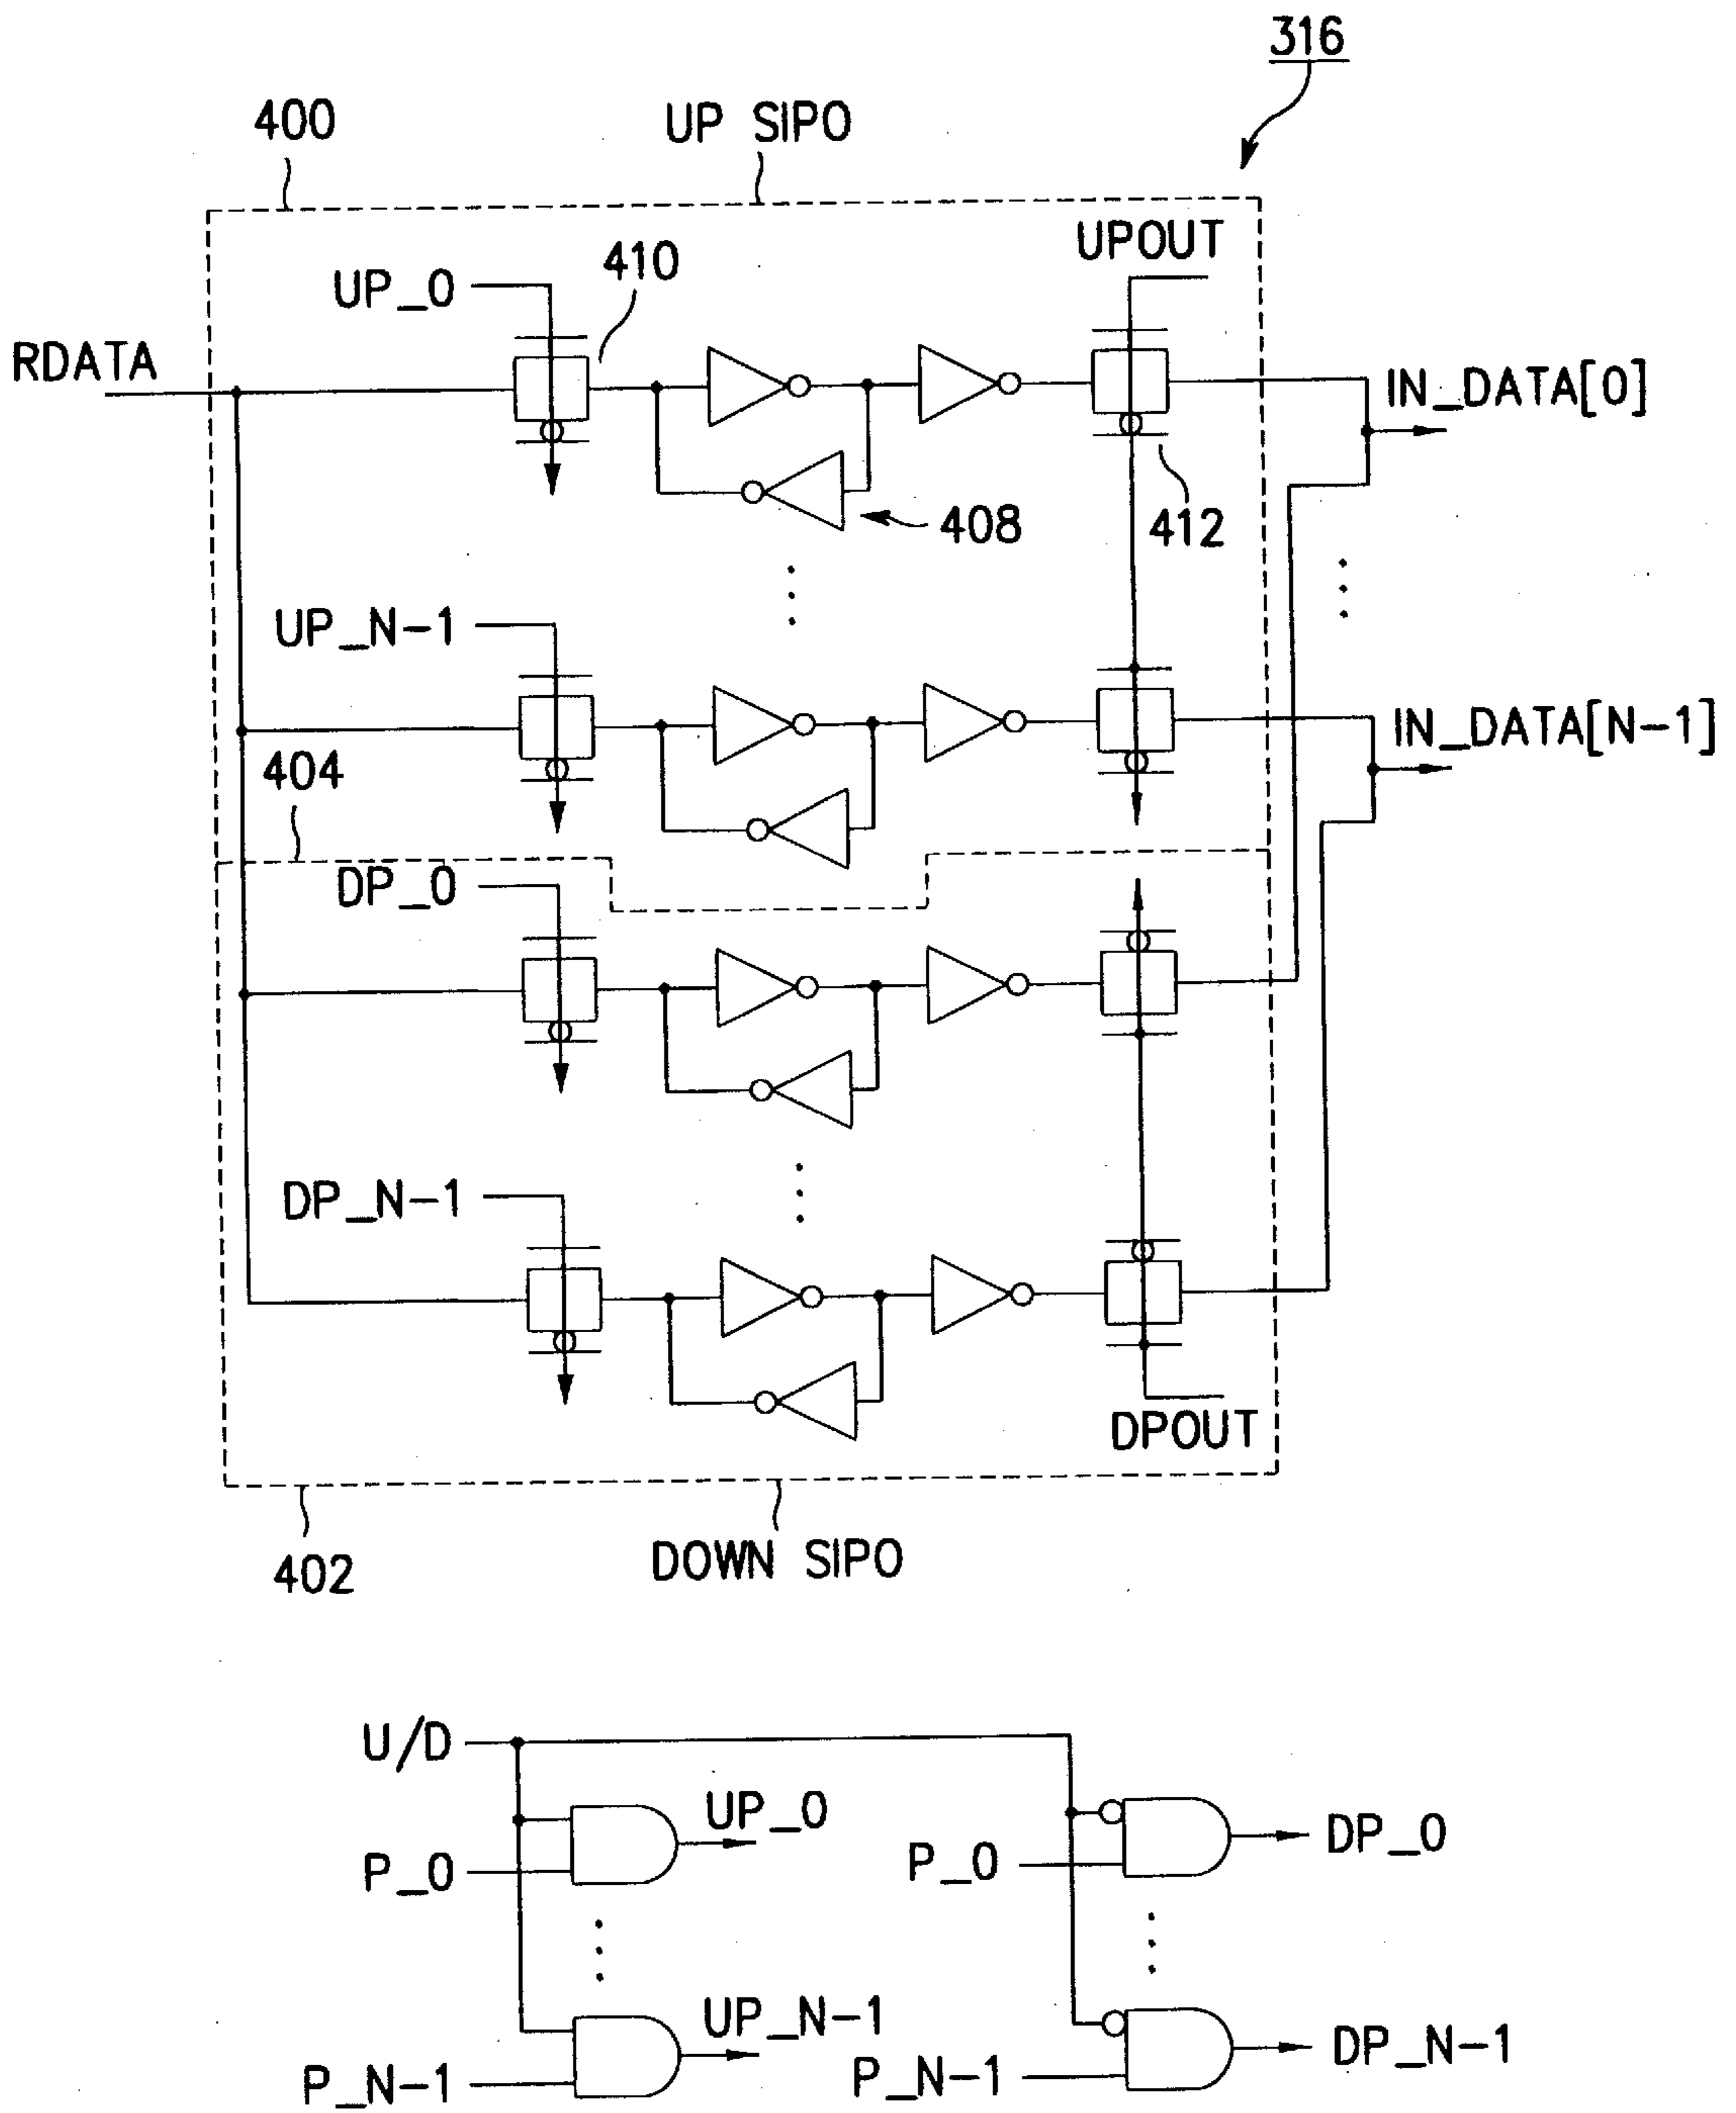 316
400
UP SIPO
UPOUT
410
UP_0
RDATA
IN_DATA[0]
408
412
UP_N-1
IN_DATA[N-1]
404
DP_0
DP_N-1
DPOUT
402
DOWN SIPO
U/D
UP_0
P_0
P_0
DP_0
UP_N-1
P_N-1
P_N-1
DP_N-1